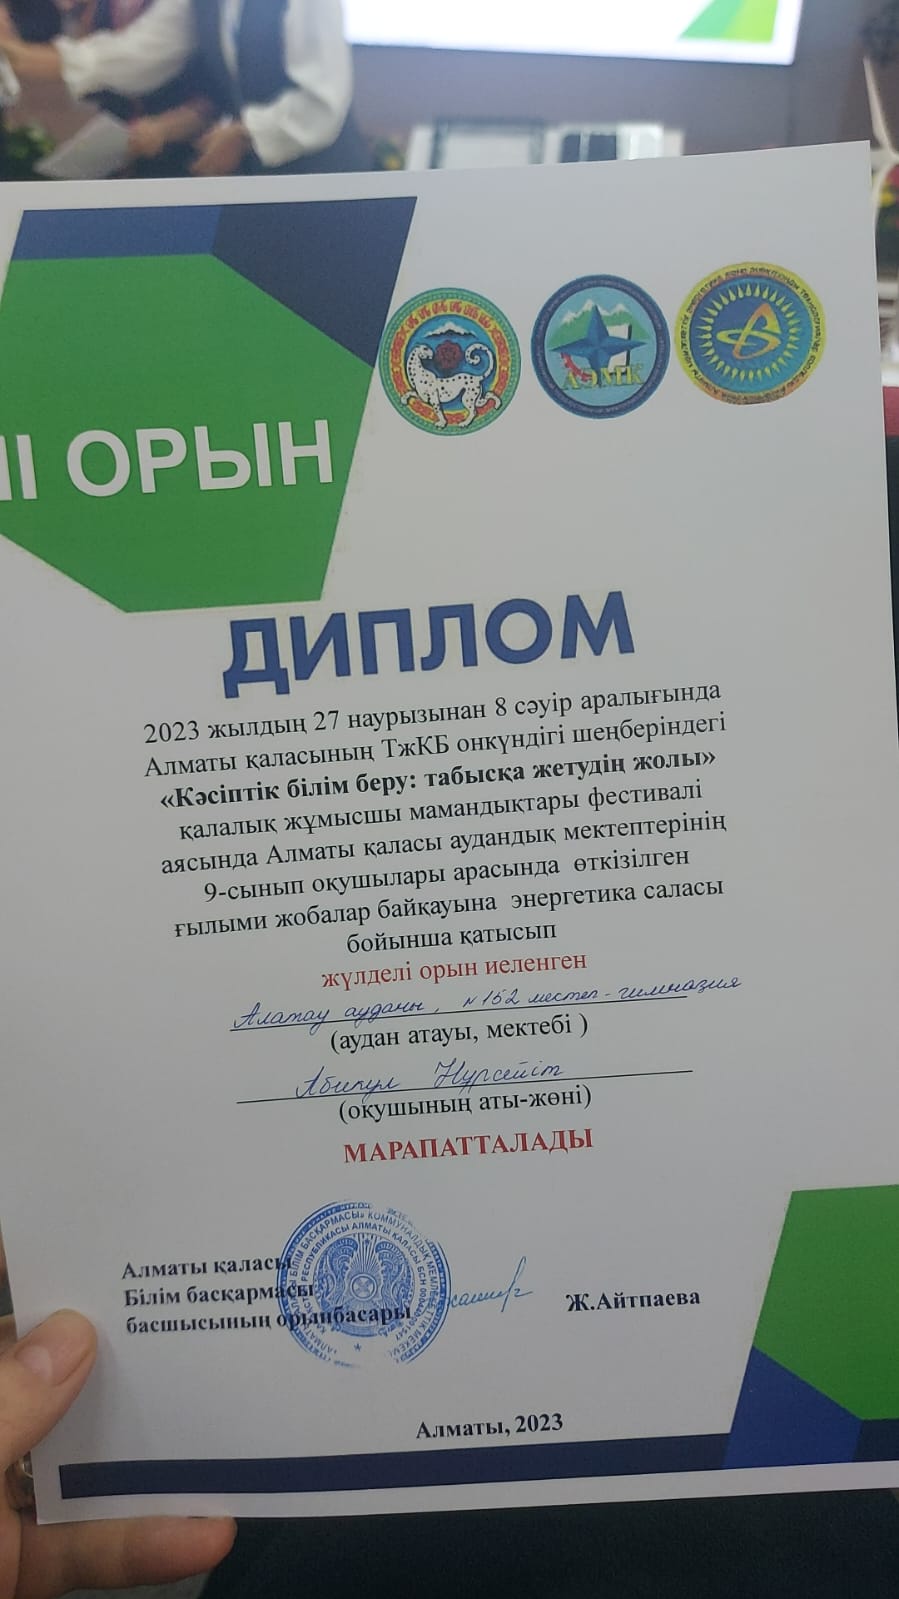 ІІ ОРЫН
АЭМК
ДИПЛОМ
2023 жылдың 27 наурызынан 8 сәуір аралығында
Алматы қаласының ТжКБ онкүндігі шеңберіндегі
«Кәсіптік білім беру: табысқа жетудің жолы»
қалалық жұмысшы мамандықтары фестивалі
аясында Алматы қаласы аудандық мектептерінің
9-сынып оқушылары арасында өткізілген
ғылыми жобалар байқауына энергетика саласы
бойынша қатысып
жүлделі орын иеленген
Алатау ауданы, №152 мектеп-гимназия
(аудан атауы, мектебі )
Нұрсейіт
(оқушының аты-жөні)
МАРАПАТТАЛАДЫ
Алматы қаласы
Білім басқармасы
басшысының орынбасары
Ж.Айтпаева
Алматы, 2023